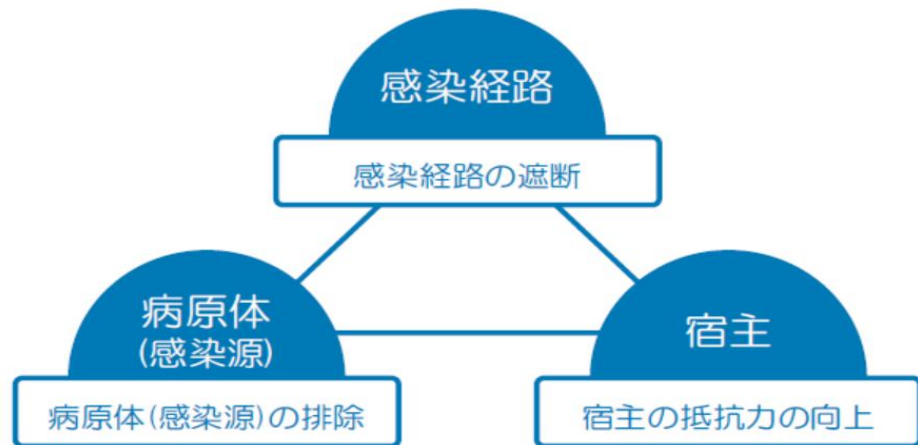 感染経路
感染経路の遮断
病原体
(感染源)
病原体(感染源)の排除
宿主
宿主の抵抗力の向上